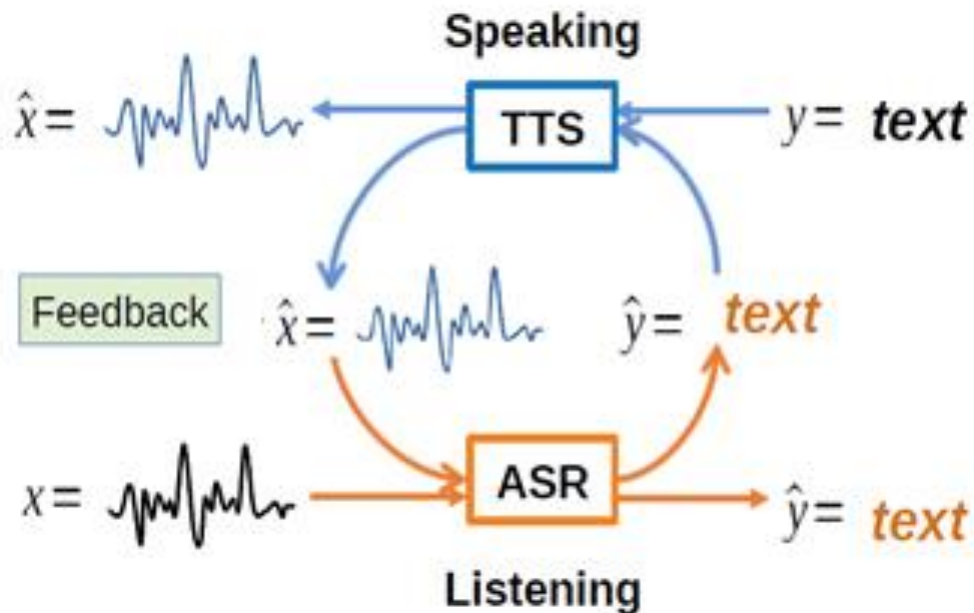 Speaking
x̂ = TTS y = text
Feedback x̂ = ŷ = text
x = ASR ŷ = text
Listening